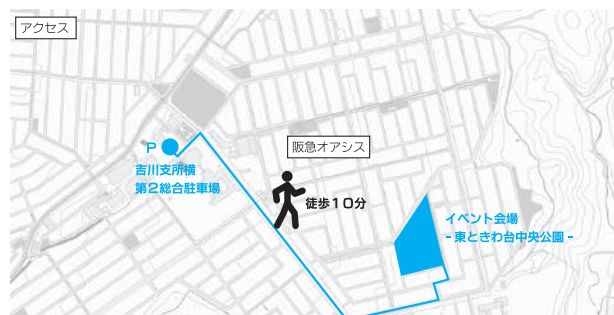 アクセス
P
吉川支所横
第2総合駐車場
阪急オアシス
徒歩10分
イベント会場
- 東ときわ台中央公園 -